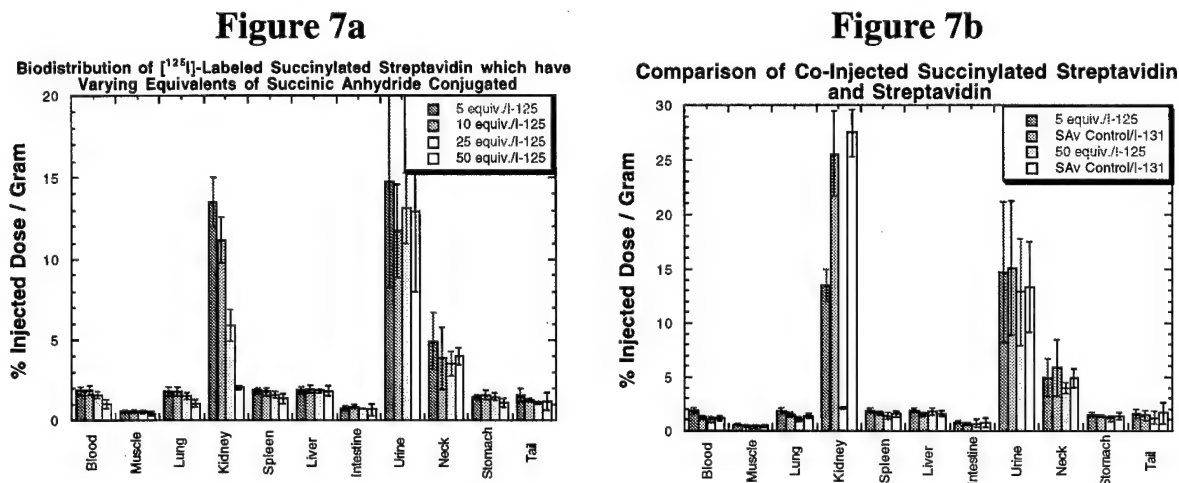 Figure 7a
Biodistribution of [¹²⁵I]-Labeled Succinylated Streptavidin which have
Varying Equivalents of Succinic Anhydride Conjugated
% Injected Dose / Gram
20
15
10
5
0
5 equiv./I-125
10 equiv./I-125
25 equiv./I-125
50 equiv./I-125
Blood
Muscle
Lung
Kidney
Spleen
Liver
Intestine
Urine
Neck
Stomach
Tail
Figure 7b
Comparison of Co-Injected Succinylated Streptavidin
and Streptavidin
% Injected Dose / Gram
30
25
20
15
10
5
0
5 equiv./I-125
SAv Control/I-131
50 equiv./I-125
SAv Control/I-131
Blood
Muscle
Lung
Kidney
Spleen
Liver
Intestine
Urine
Neck
Stomach
Tail